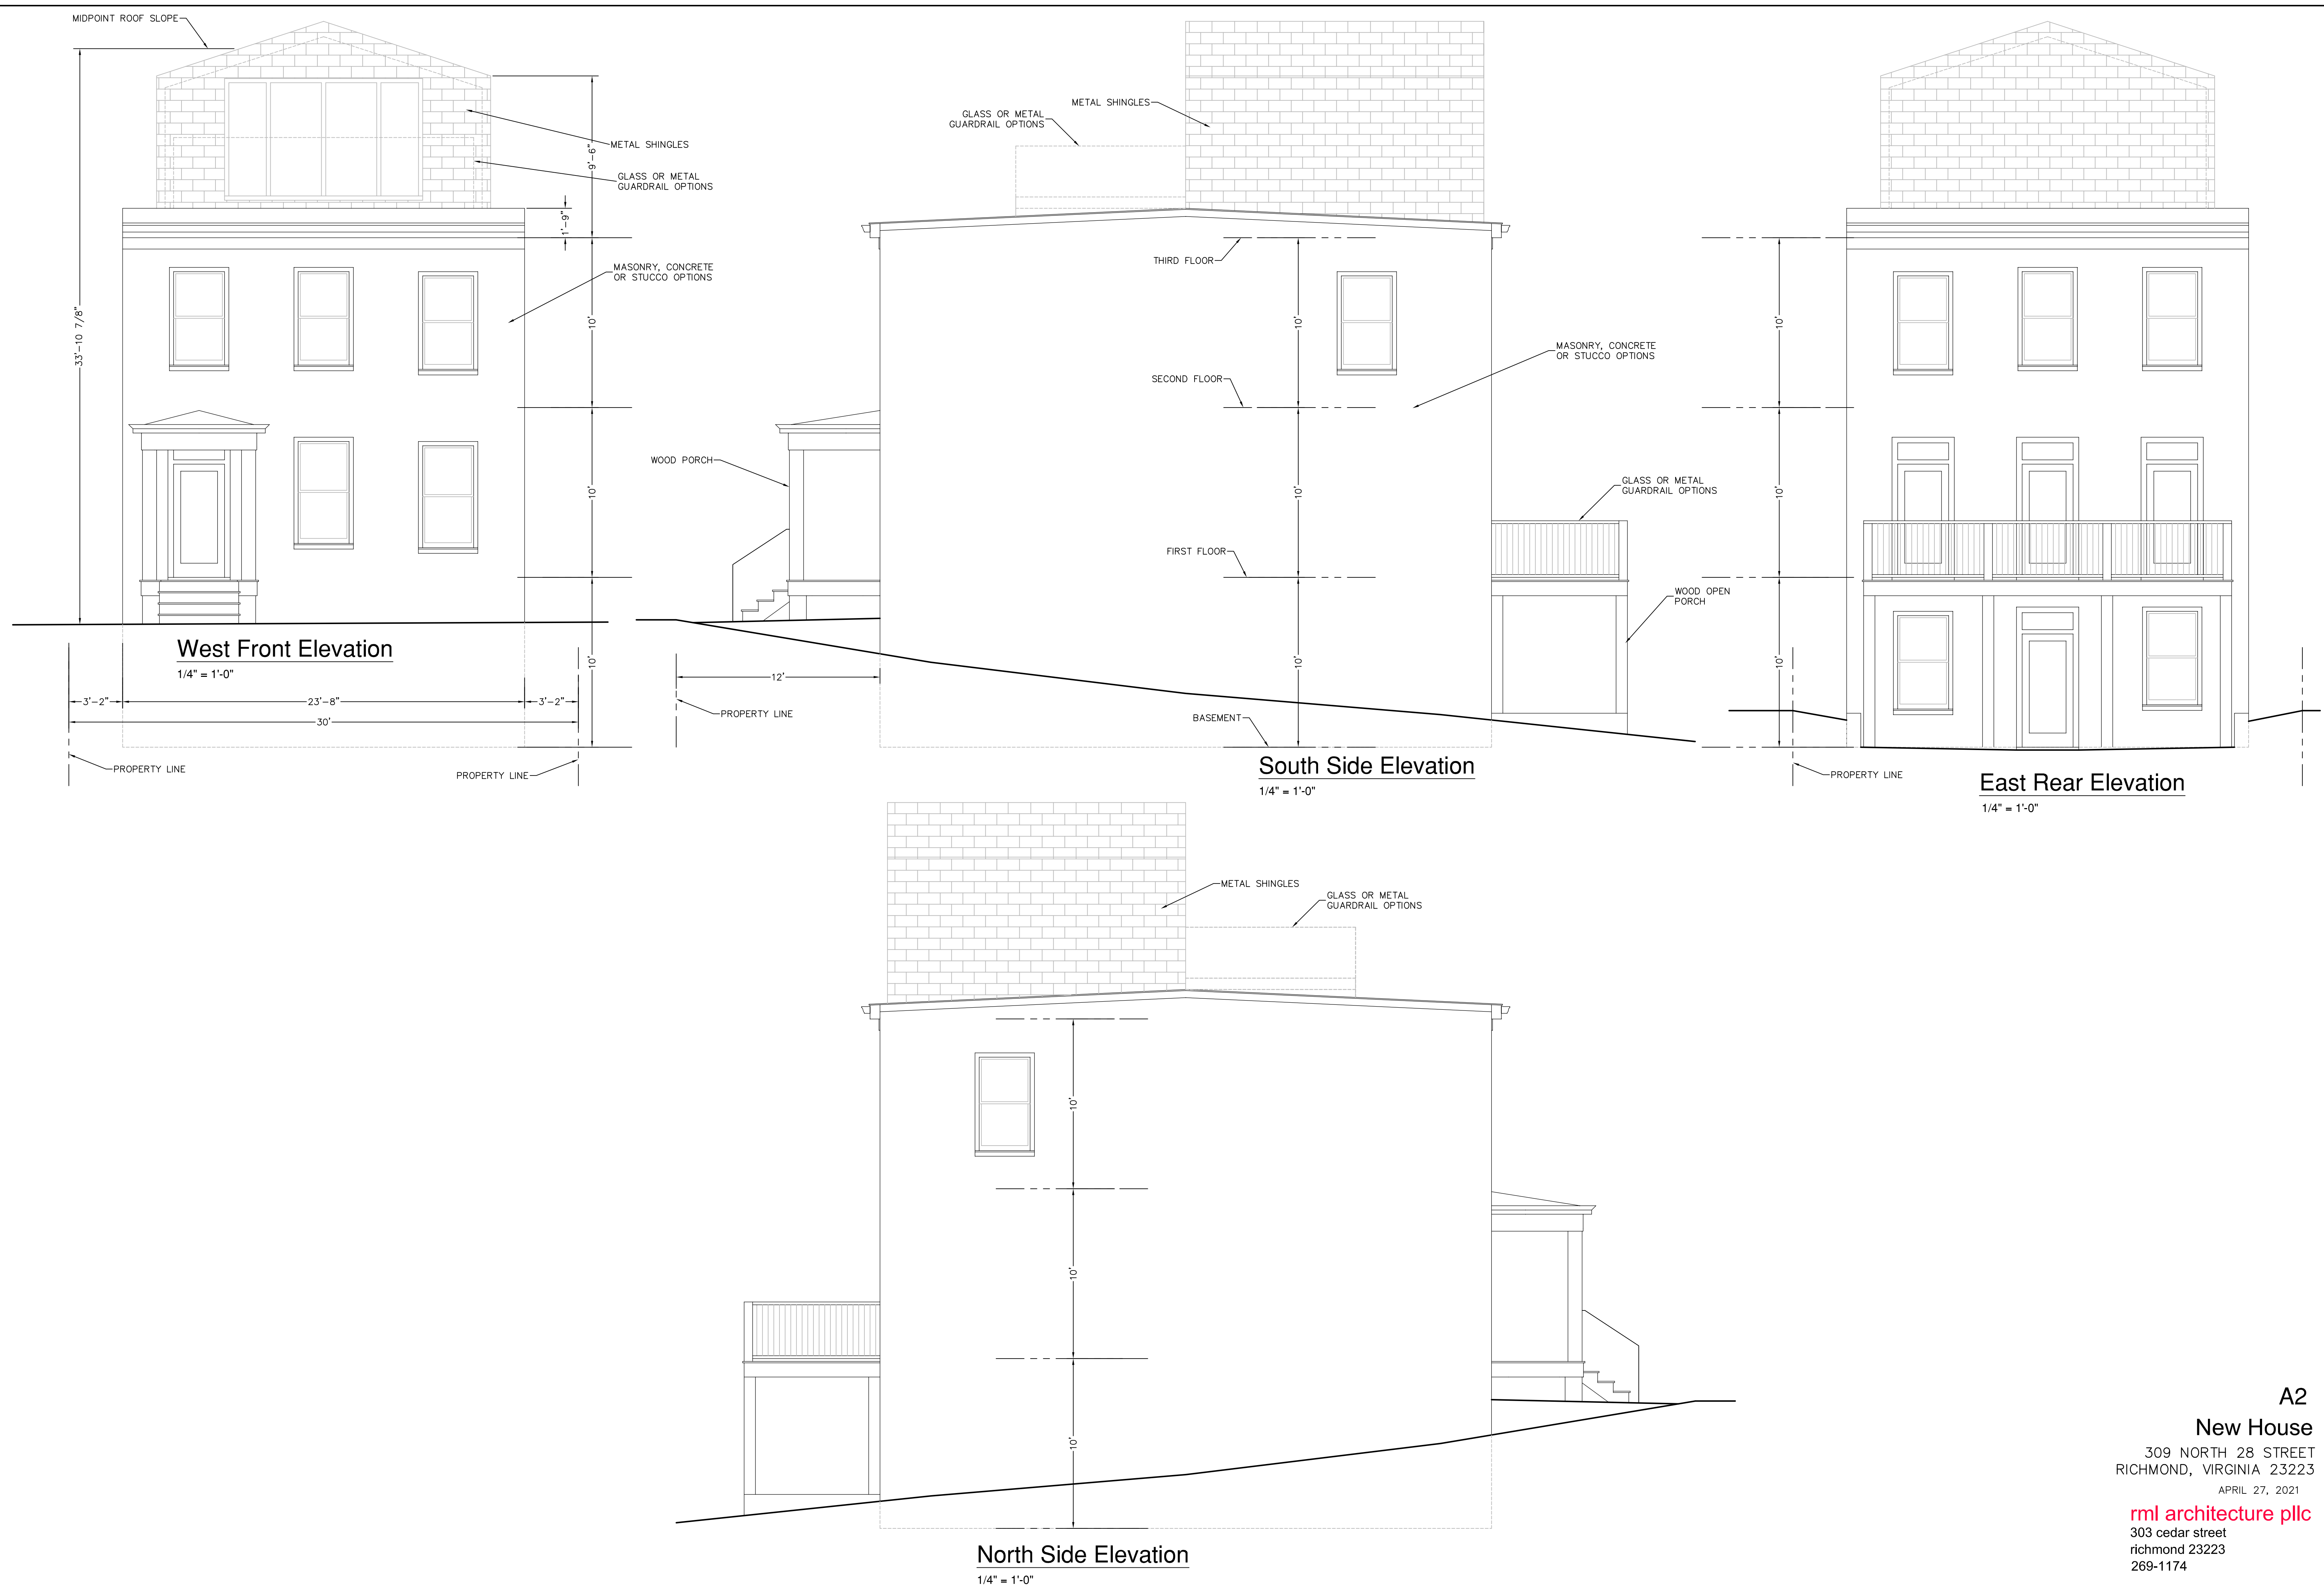 MIDPOINT ROOF SLOPE
33'-10 7/8"
METAL SHINGLES
9'-6"
GLASS OR METAL
GUARDRAIL OPTIONS
1'-9"
MASONRY, CONCRETE
OR STUCCO OPTIONS
10'
10'
10'
West Front Elevation
1/4" = 1'-0"
3'-2"
23'-8"
3'-2"
30'
PROPERTY LINE
PROPERTY LINE
METAL SHINGLES
GLASS OR METAL
GUARDRAIL OPTIONS
THIRD FLOOR
10'
MASONRY, CONCRETE
OR STUCCO OPTIONS
SECOND FLOOR
WOOD PORCH
10'
GLASS OR METAL
GUARDRAIL OPTIONS
FIRST FLOOR
WOOD OPEN
PORCH
10'
12'
PROPERTY LINE
BASEMENT
South Side Elevation
1/4" = 1'-0"
10'
10'
10'
PROPERTY LINE
East Rear Elevation
1/4" = 1'-0"
METAL SHINGLES
GLASS OR METAL
GUARDRAIL OPTIONS
10'
10'
10'
North Side Elevation
1/4" = 1'-0"
A2
New House
309 NORTH 28 STREET
RICHMOND, VIRGINIA 23223
APRIL 27, 2021
rml architecture pllc
303 cedar street
richmond 23223
269-1174